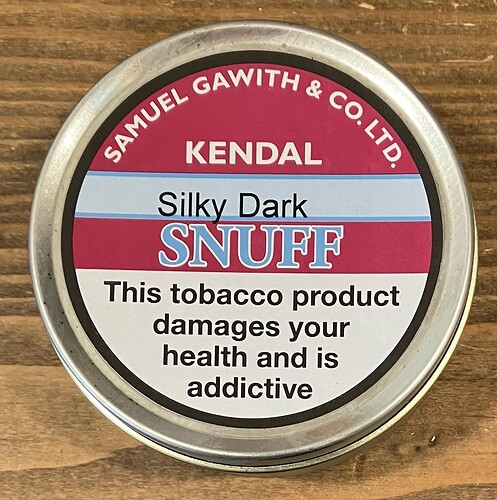 SAMUEL GAWITH & CO. LTD.
KENDAL
Silky Dark
SNUFF
This tobacco product
damages your
health and is
addictive